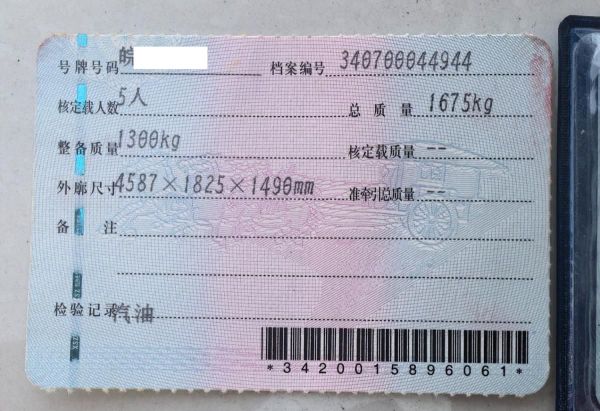 号牌号码 皖 档案编号 340700044944
核定载人数 5人 总质量 1675kg
整备质量 1300kg 核定载质量 --
外廓尺寸 4587×1825×1490mm 准牵引总质量 --
备注
检验记录 汽油
*3420015896061*